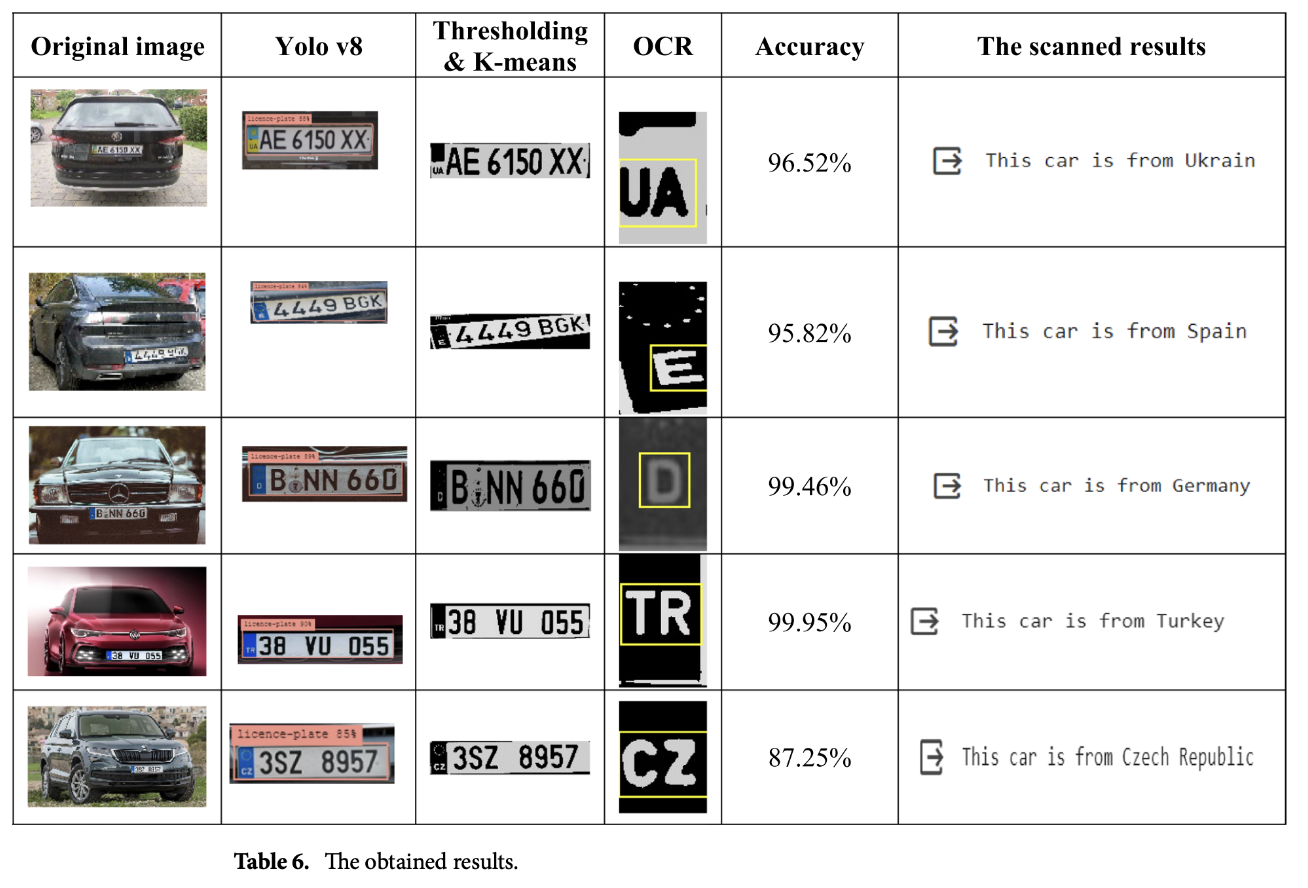 Original image
Yolo v8
Thresholding
& K-means
OCR
Accuracy
The scanned results
AE 6150 XX
licence-plate 88%
UA AE 6150 XX
UA AE 6150 XX
UA
96.52%
This car is from Ukrain
4449 BGK
licence-plate
E 4449 BGK
E 4449 BGK
E
95.82%
This car is from Spain
B NN 660
licence-plate
D B NN 660
D B NN 660
D
99.46%
This car is from Germany
38 VU 055
licence-plate
TR 38 VU 055
TR 38 VU 055
TR
99.95%
This car is from Turkey
3SZ 8957
licence-plate 85%
CZ 3SZ 8957
CZ 3SZ 8957
CZ
87.25%
This car is from Czech Republic
Table 6. The obtained results.